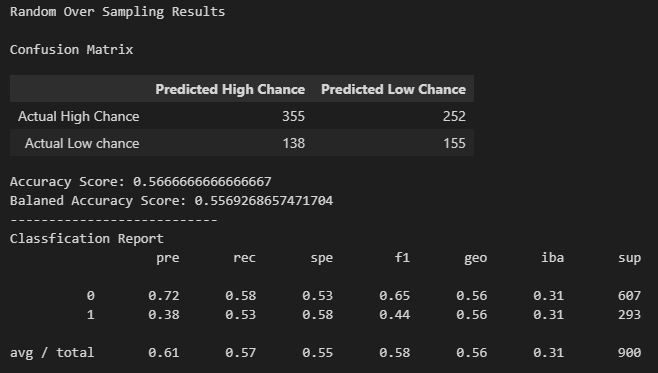 Random Over Sampling Results
Confusion Matrix
Predicted High Chance Predicted Low Chance
Actual High Chance 355 252
Actual Low chance 138 155
Accuracy Score: 0.5666666666666667
Balaned Accuracy Score: 0.5569268657471704
---------------------------
Classfication Report
pre rec spe f1 geo iba sup
0 0.72 0.58 0.53 0.65 0.56 0.31 607
1 0.38 0.53 0.58 0.44 0.56 0.31 293
avg / total 0.61 0.57 0.55 0.58 0.56 0.31 900